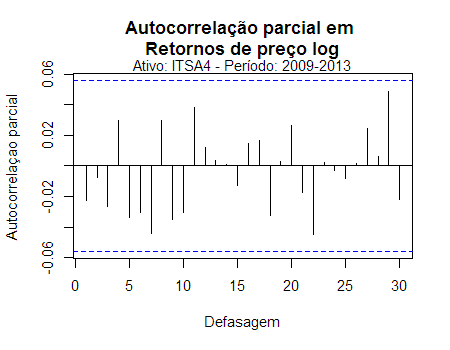 Autocorrelação parcial em
Retornos de preço log
Ativo: ITSA4 - Período: 2009-2013
Autocorrelaçao parcial
0.06
0.02
-0.02
-0.06
0 5 10 15 20 25 30
Defasagem